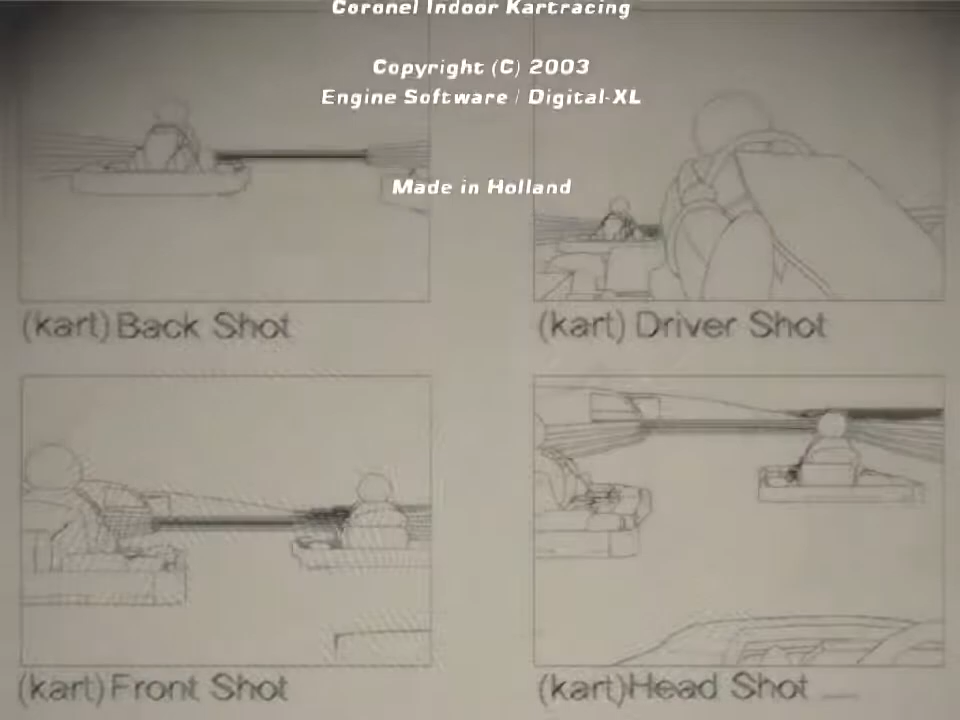 Coronel Indoor Kartracing
Copyright (C) 2003
Engine Software / Digital-XL
Made in Holland
(kart) Back Shot
(kart) Driver Shot
(kart) Front Shot
(kart) Head Shot